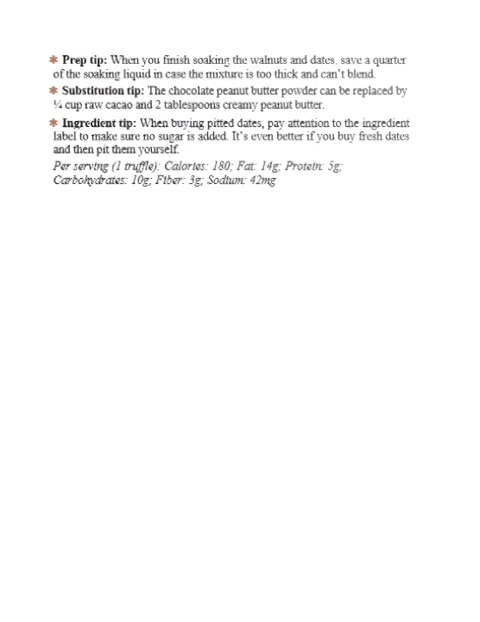 ✱ Prep tip: When you finish soaking the walnuts and dates, save a quarter
of the soaking liquid in case the mixture is too thick and can't blend.
✱ Substitution tip: The chocolate peanut butter powder can be replaced by
¼ cup raw cacao and 2 tablespoons creamy peanut butter.
✱ Ingredient tip: When buying pitted dates, pay attention to the ingredient
label to make sure no sugar is added. It's even better if you buy fresh dates
and then pit them yourself.
Per serving (1 truffle): Calories: 180; Fat: 14g; Protein: 5g;
Carbohydrates: 10g; Fiber: 3g; Sodium: 42mg